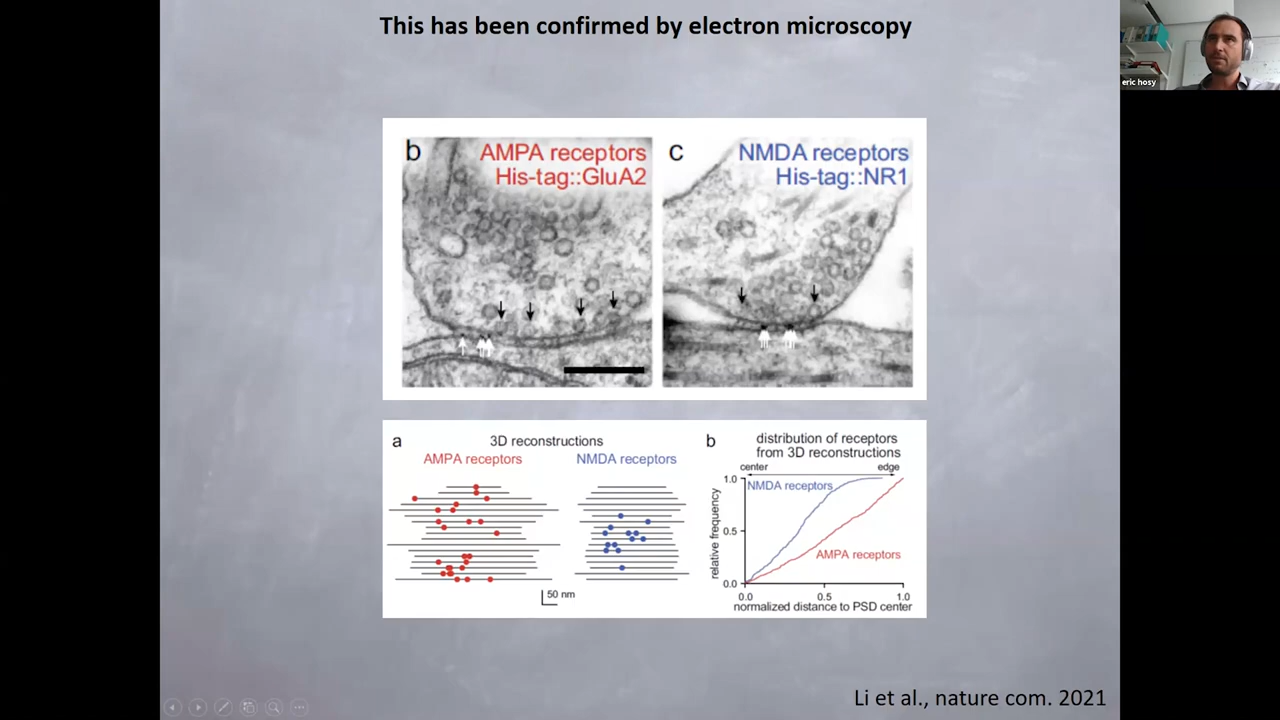 This has been confirmed by electron microscopy
eric hosy
b
AMPA receptors
His-tag::GluA2
c
NMDA receptors
His-tag::NR1
a
3D reconstructions
AMPA receptors
NMDA receptors
50 nm
b
distribution of receptors
from 3D reconstructions
center
edge
1.0
NMDA receptors
relative frequency
0.5
AMPA receptors
0.0
0.0
0.5
1.0
normalized distance to PSD center
Li et al., nature com. 2021